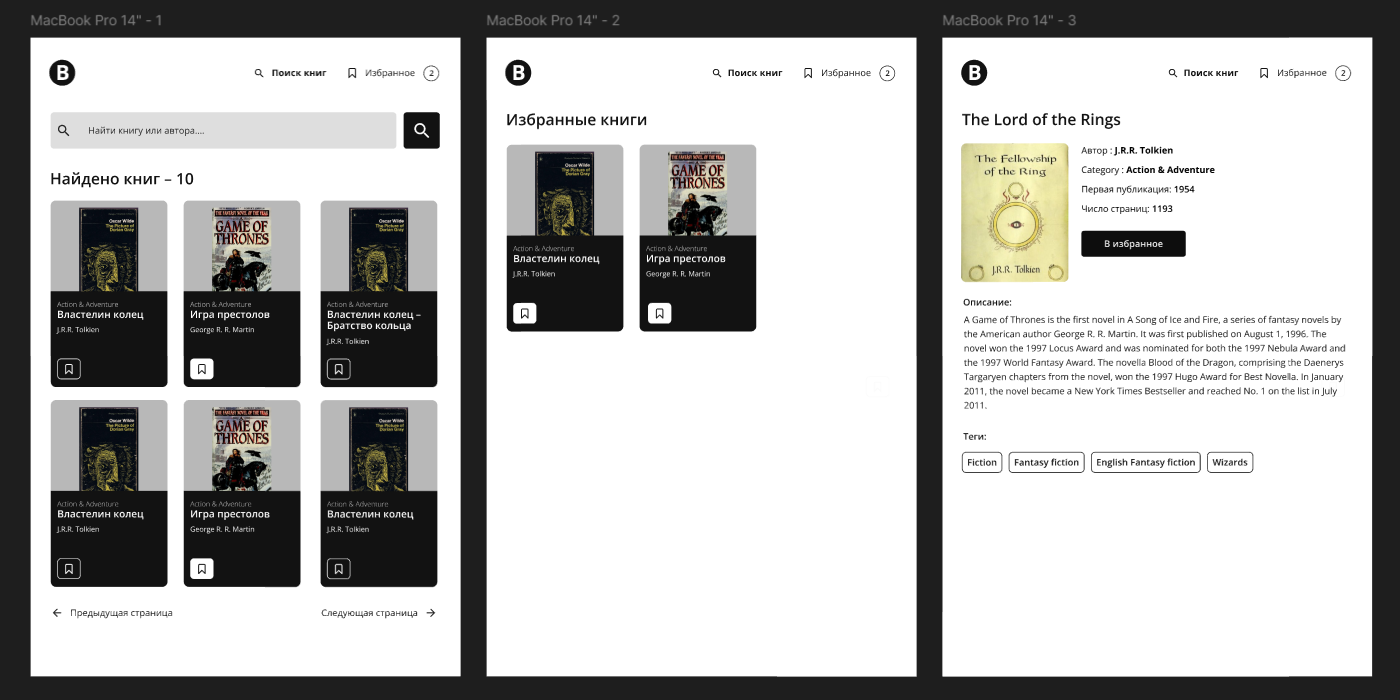 MacBook Pro 14" - 1
B
Поиск книг
Избранное
2
Найти книгу или автора....
Найдено книг – 10
Oscar Wilde
The Picture of
Dorian Gray
Action & Adventure
Властелин колец
J.R.R. Tolkien
THE FANTASY NOVEL OF THE YEAR
A GAME OF
THRONES
Action & Adventure
Игра престолов
George R. R. Martin
Oscar Wilde
The Picture of
Dorian Gray
Action & Adventure
Властелин колец –
Братство кольца
J.R.R. Tolkien
Oscar Wilde
The Picture of
Dorian Gray
Action & Adventure
Властелин колец
J.R.R. Tolkien
THE FANTASY NOVEL OF THE YEAR
A GAME OF
THRONES
Action & Adventure
Игра престолов
George R. R. Martin
Oscar Wilde
The Picture of
Dorian Gray
Action & Adventure
Властелин колец
J.R.R. Tolkien
Предыдущая страница
Следующая страница
MacBook Pro 14" - 2
B
Поиск книг
Избранное
2
Избранные книги
Oscar Wilde
The Picture of
Dorian Gray
Action & Adventure
Властелин колец
J.R.R. Tolkien
THE FANTASY NOVEL OF THE YEAR
A GAME OF
THRONES
Action & Adventure
Игра престолов
George R. R. Martin
MacBook Pro 14" - 3
B
Поиск книг
Избранное
2
The Lord of the Rings
The Fellowship
of the Ring
J.R.R. Tolkien
Автор : J.R.R. Tolkien
Category : Action & Adventure
Первая публикация: 1954
Число страниц: 1193
В избранное
Описание:
A Game of Thrones is the first novel in A Song of Ice and Fire, a series of fantasy novels by
the American author George R. R. Martin. It was first published on August 1, 1996. The
novel won the 1997 Locus Award and was nominated for both the 1997 Nebula Award and
the 1997 World Fantasy Award. The novella Blood of the Dragon, comprising the Daenerys
Targaryen chapters from the novel, won the 1997 Hugo Award for Best Novella. In January
2011, the novel became a New York Times Bestseller and reached No. 1 on the list in July
2011.
Теги:
Fiction
Fantasy fiction
English Fantasy fiction
Wizards